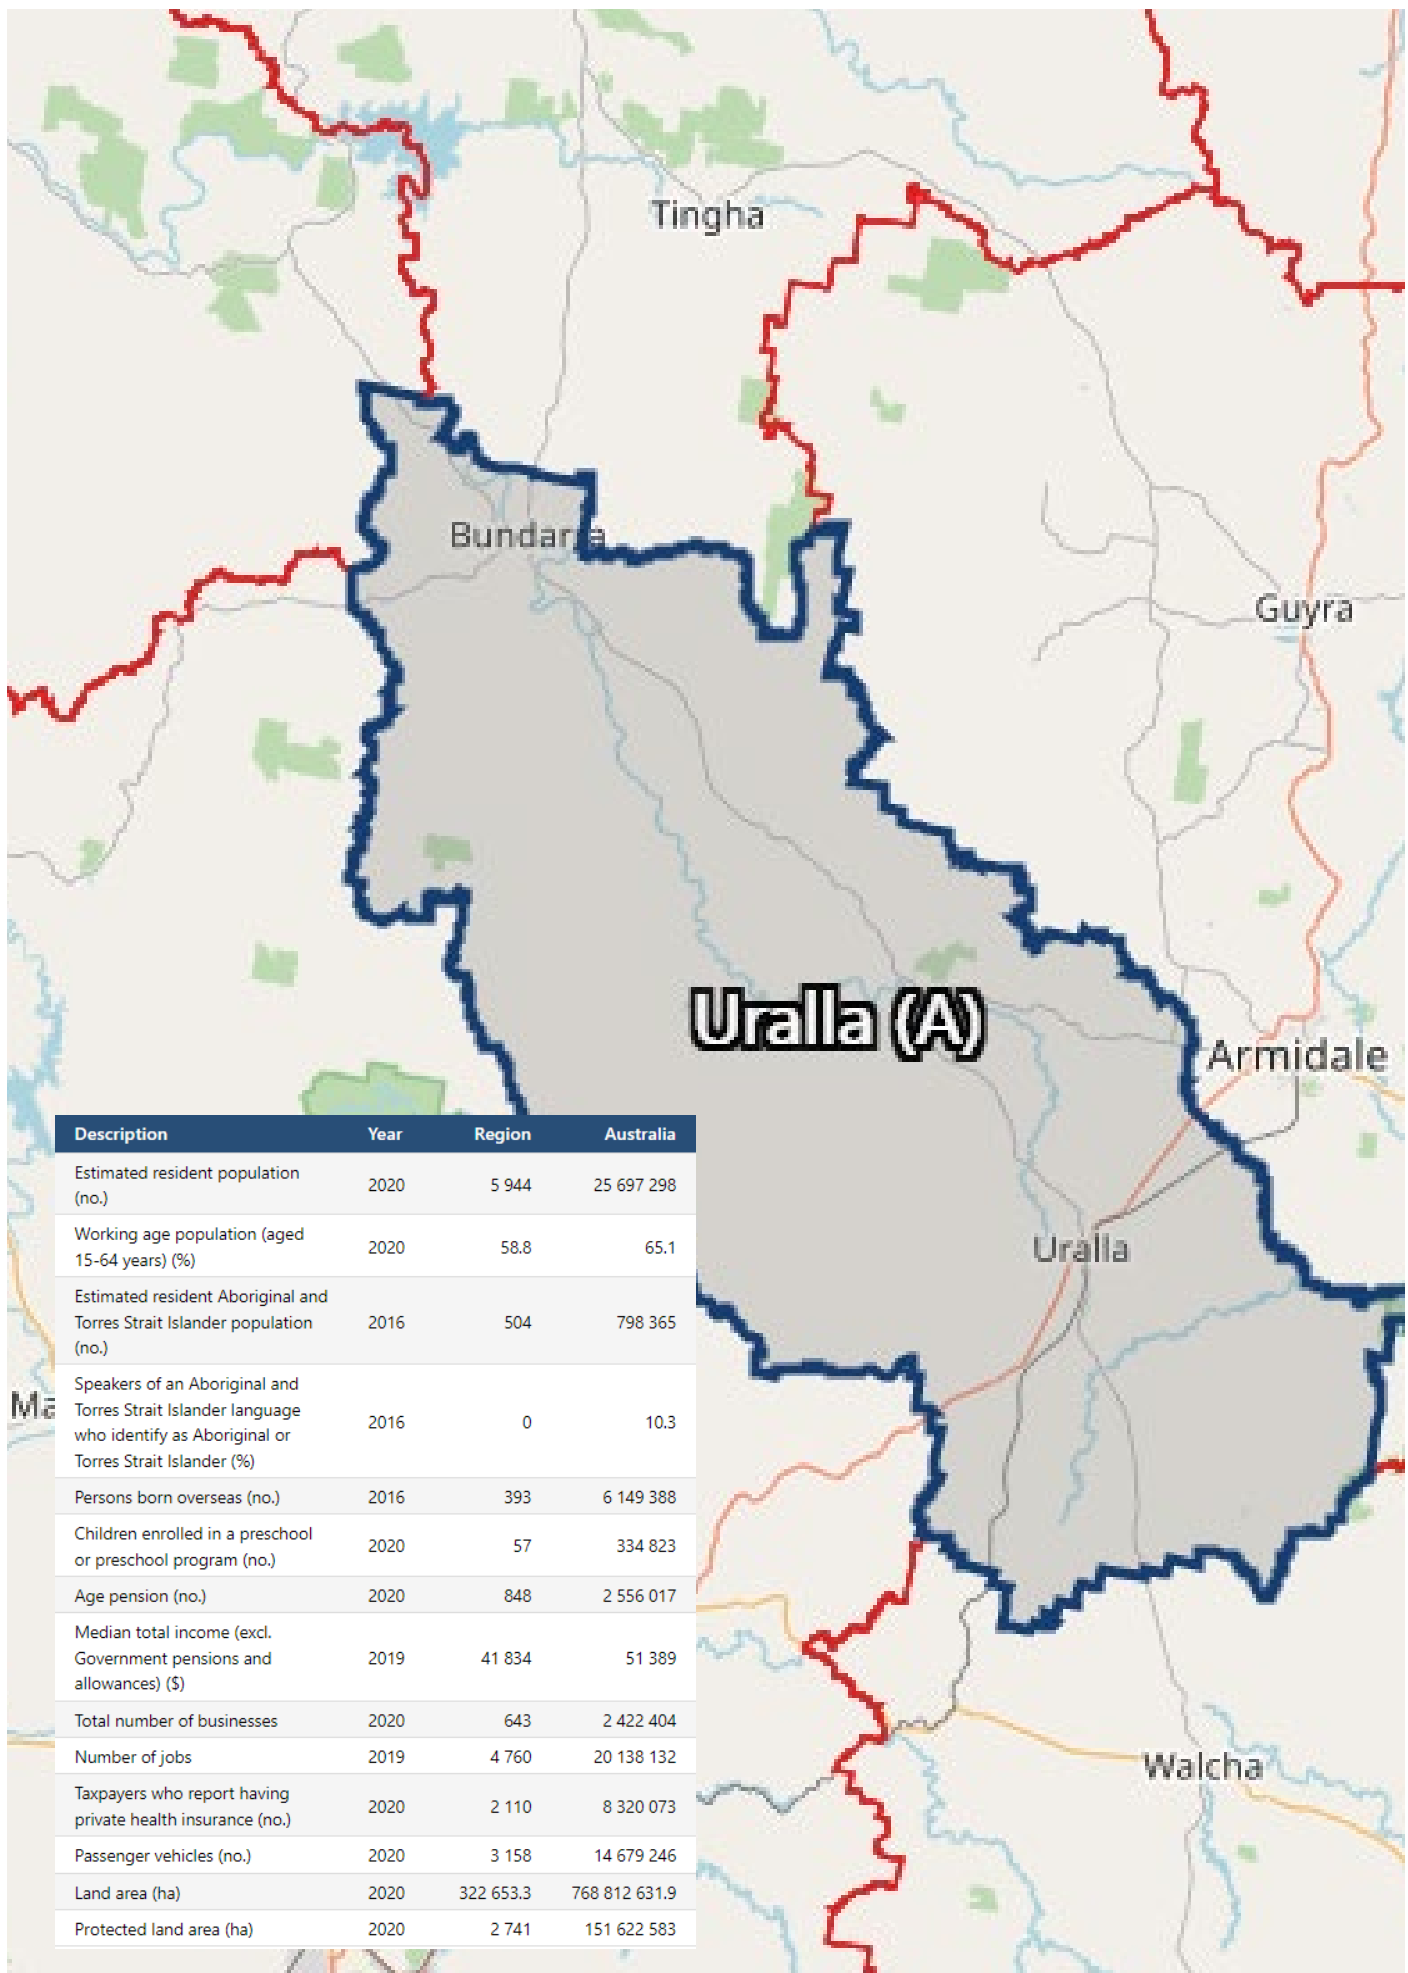 Tingha
Bundarra
Guyra
Uralla (A)
Armidale
Uralla
Walcha
Description Year Region Australia
Estimated resident population
(no.) 2020 5 944 25 697 298
Working age population (aged
15-64 years) (%) 2020 58.8 65.1
Estimated resident Aboriginal and
Torres Strait Islander population 2016 504 798 365
(no.)
Speakers of an Aboriginal and
Torres Strait Islander language
who identify as Aboriginal or 2016 0 10.3
Torres Strait Islander (%)
Persons born overseas (no.) 2016 393 6 149 388
Children enrolled in a preschool
or preschool program (no.) 2020 57 334 823
Age pension (no.) 2020 848 2 556 017
Median total income (excl.
Government pensions and 2019 41 834 51 389
allowances) ($)
Total number of businesses 2020 643 2 422 404
Number of jobs 2019 4 760 20 138 132
Taxpayers who report having
private health insurance (no.) 2020 2 110 8 320 073
Passenger vehicles (no.) 2020 3 158 14 679 246
Land area (ha) 2020 322 653.3 768 812 631.9
Protected land area (ha) 2020 2 741 151 622 583
Ma